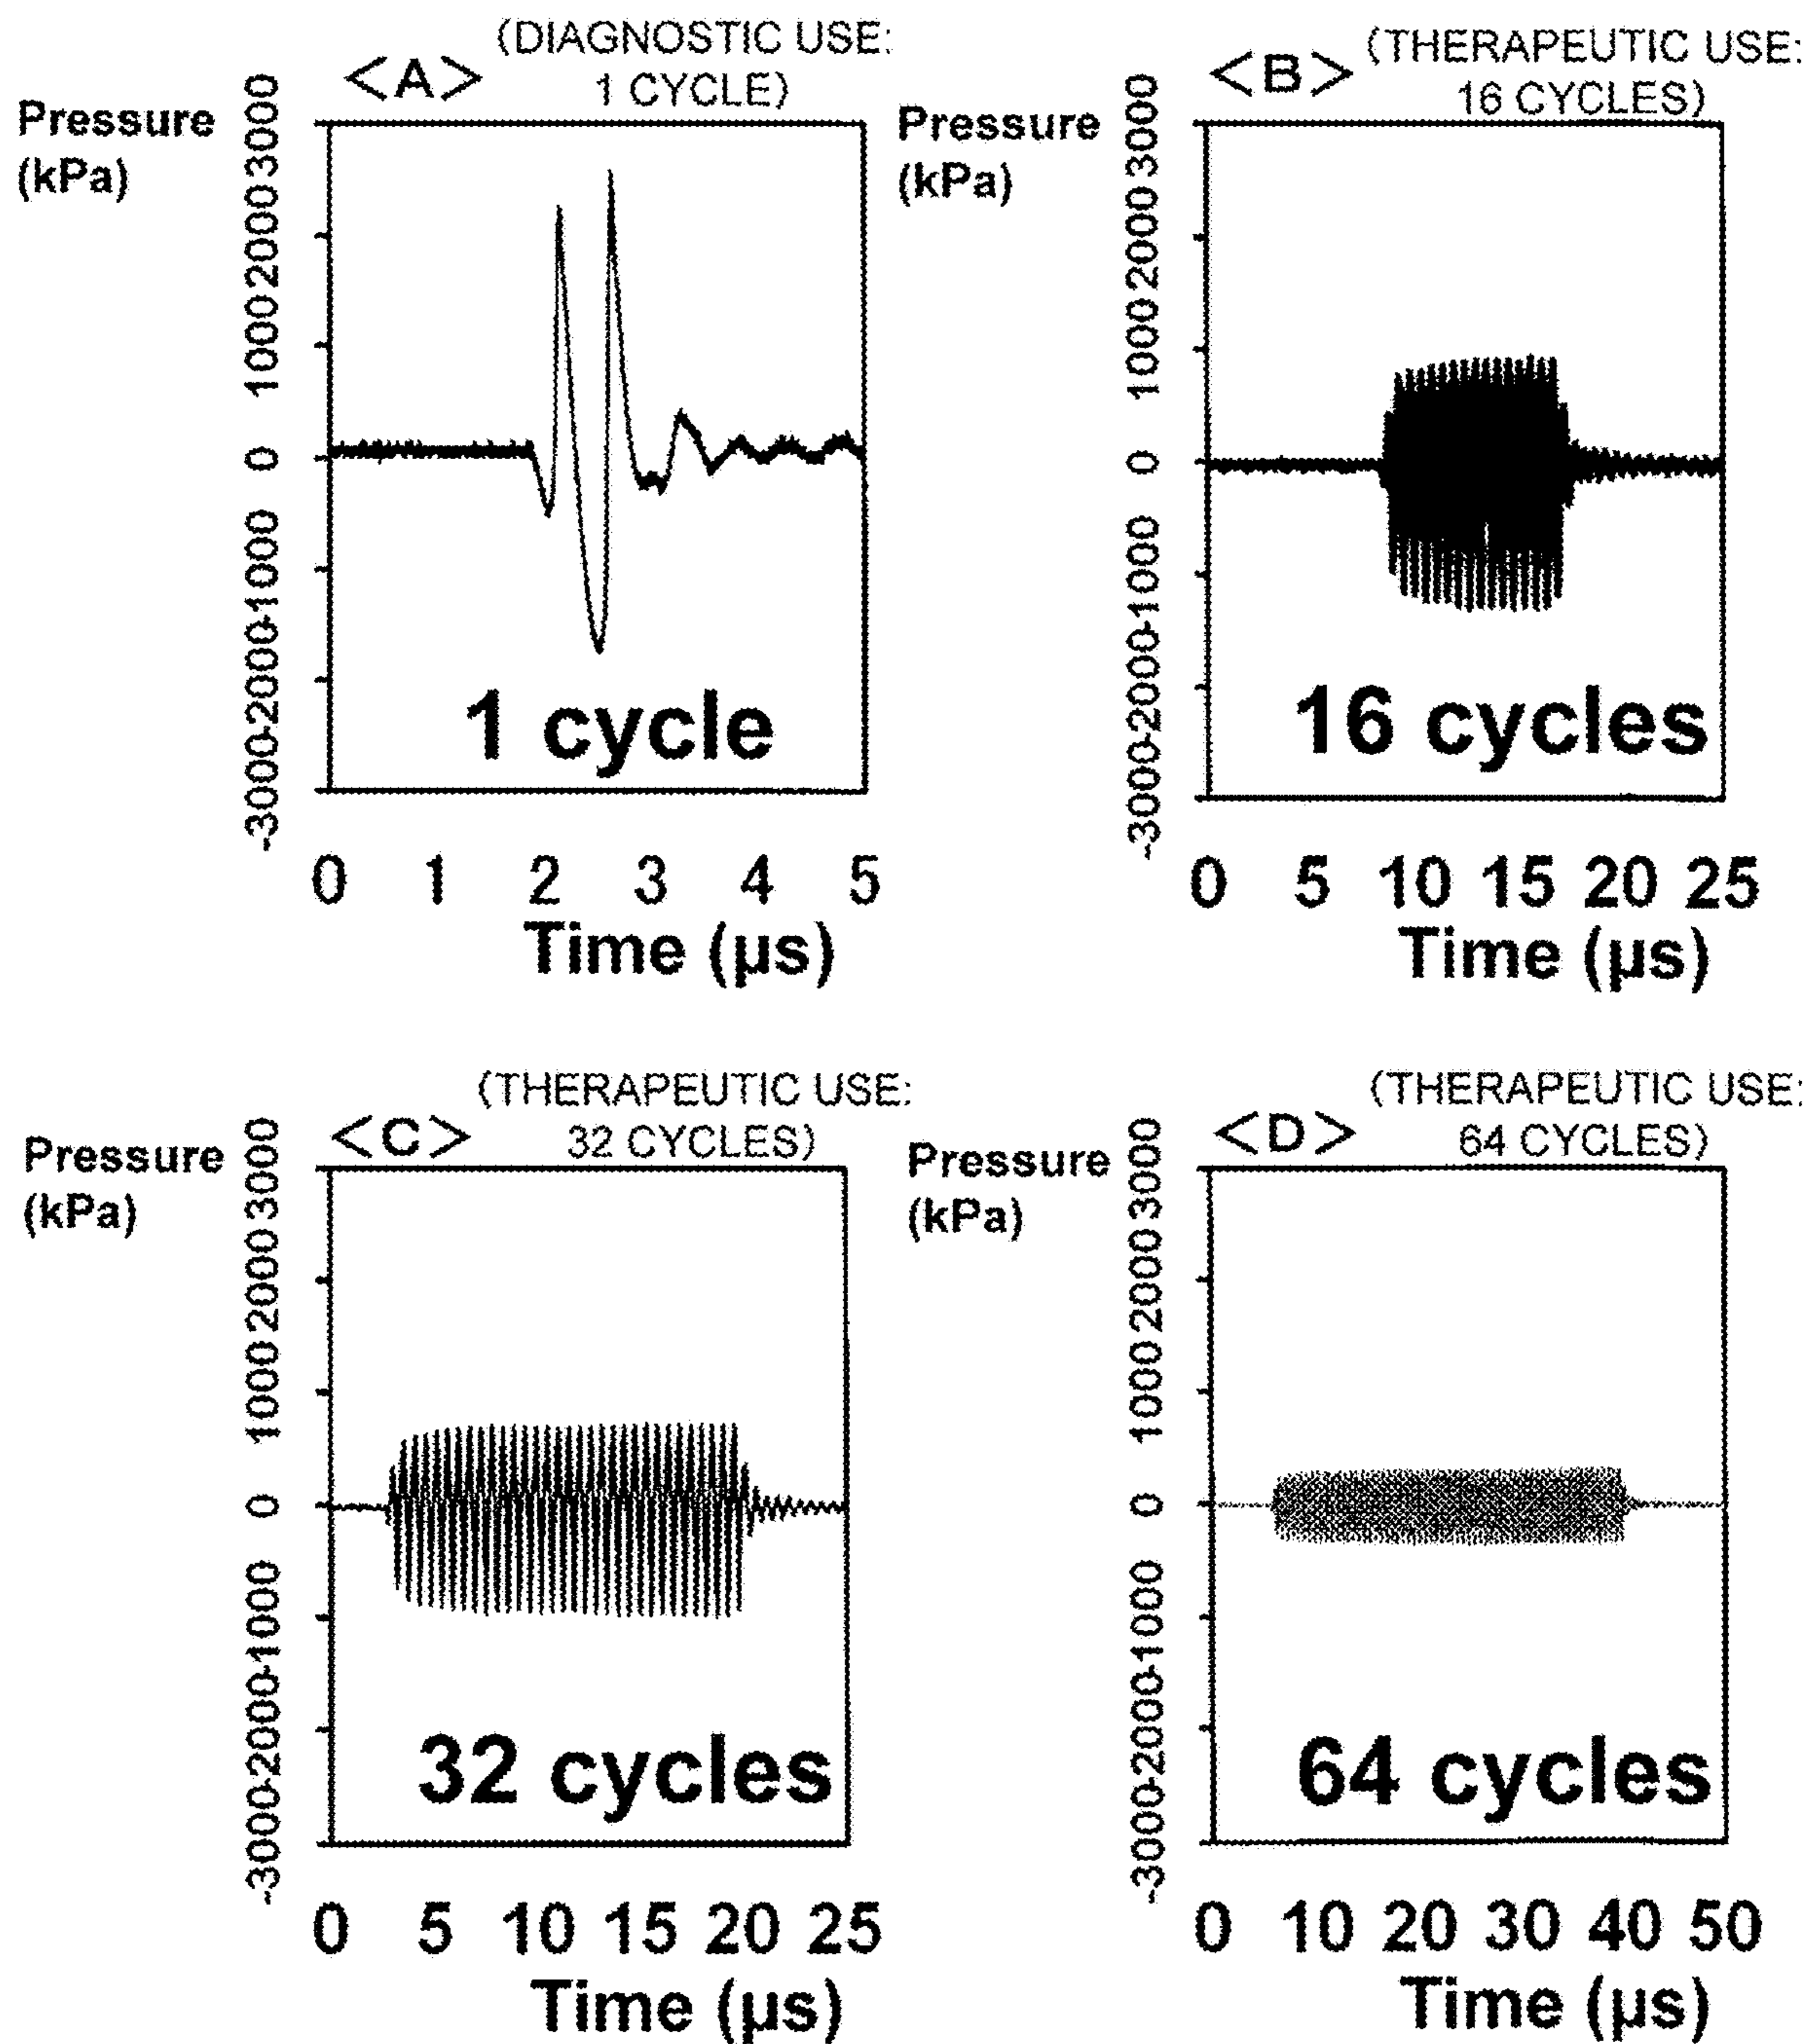 <A> (DIAGNOSTIC USE:
1 CYCLE)
Pressure
(kPa)
-3000-2000-1000 0 1000 2000 3000
1 cycle
0 1 2 3 4 5
Time (µs)
<B> (THERAPEUTIC USE:
16 CYCLES)
Pressure
(kPa)
-3000-2000-1000 0 1000 2000 3000
16 cycles
0 5 10 15 20 25
Time (µs)
<C> (THERAPEUTIC USE:
32 CYCLES)
Pressure
(kPa)
-3000-2000-1000 0 1000 2000 3000
32 cycles
0 5 10 15 20 25
Time (µs)
<D> (THERAPEUTIC USE:
64 CYCLES)
Pressure
(kPa)
-3000-2000-1000 0 1000 2000 3000
64 cycles
0 10 20 30 40 50
Time (µs)